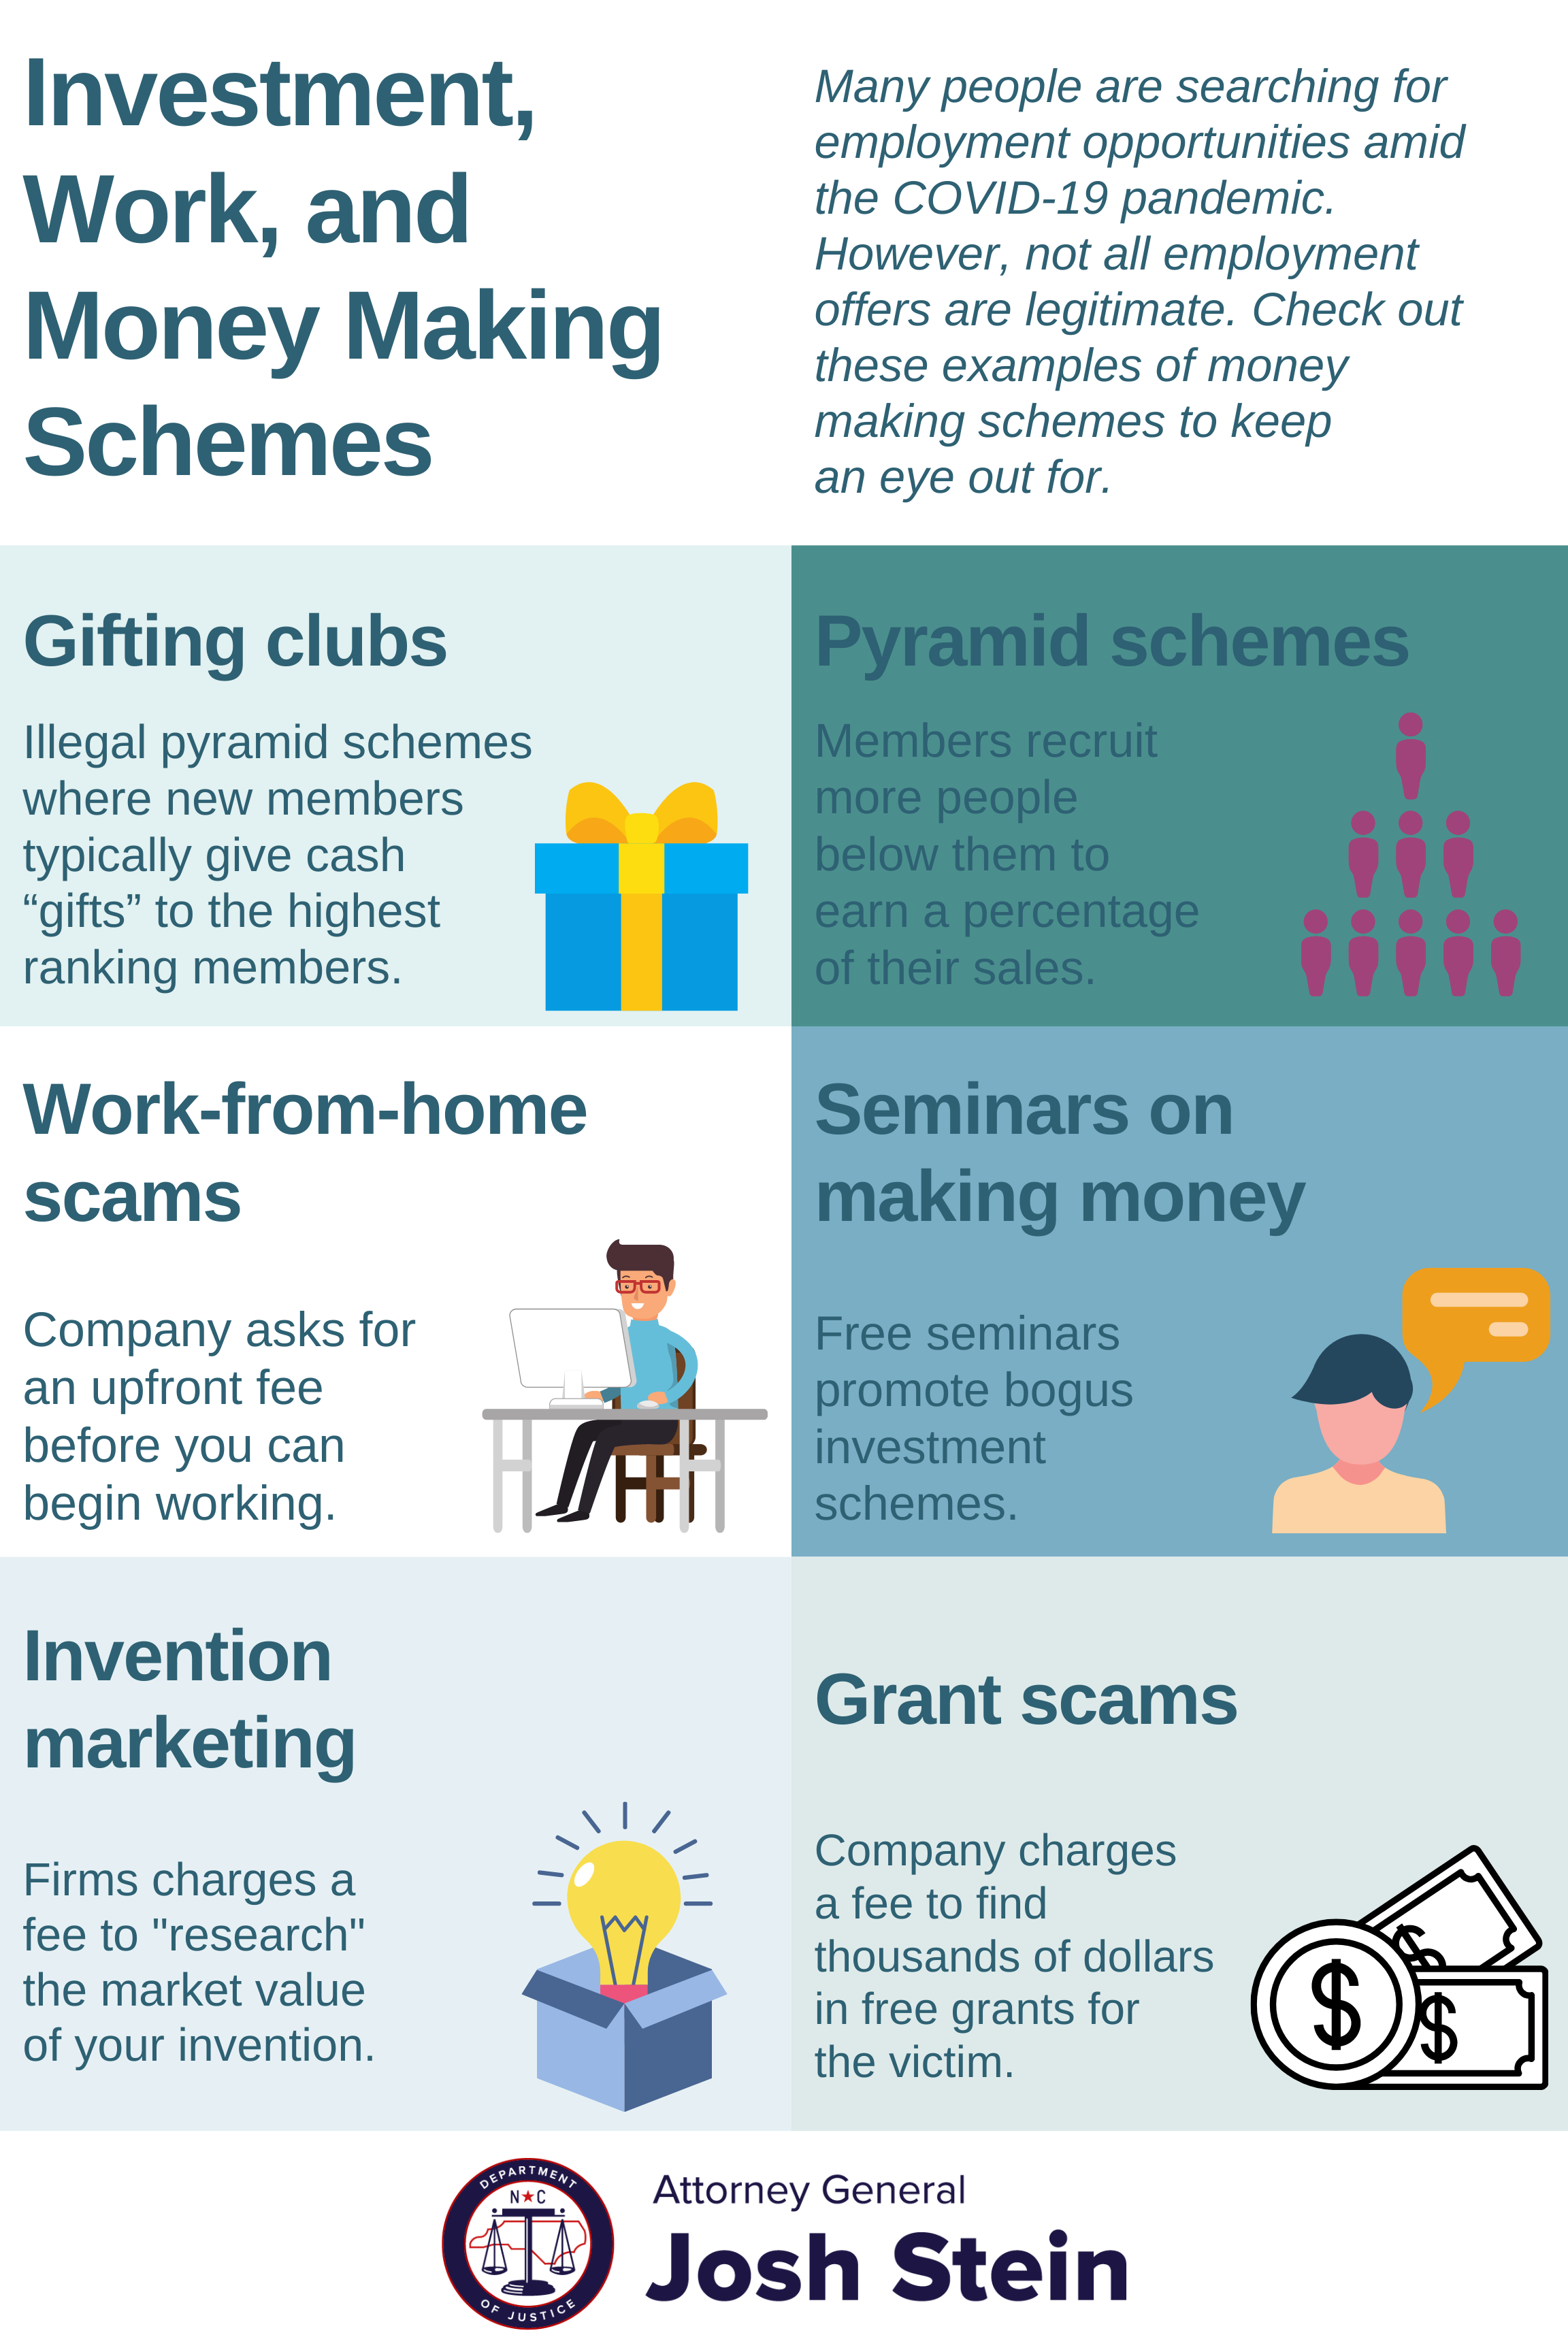 Investment,
Work, and
Money Making
Schemes
Many people are searching for
employment opportunities amid
the COVID-19 pandemic.
However, not all employment
offers are legitimate. Check out
these examples of money
making schemes to keep
an eye out for.
Gifting clubs
Illegal pyramid schemes
where new members
typically give cash
“gifts” to the highest
ranking members.
Pyramid schemes
Members recruit
more people
below them to
earn a percentage
of their sales.
Work-from-home
scams
Company asks for
an upfront fee
before you can
begin working.
Seminars on
making money
Free seminars
promote bogus
investment
schemes.
Invention
marketing
Firms charges a
fee to "research"
the market value
of your invention.
Grant scams
Company charges
a fee to find
thousands of dollars
in free grants for
the victim.
$
$
$
DEPARTMENT
N★C
OF JUSTICE
Attorney General
Josh Stein